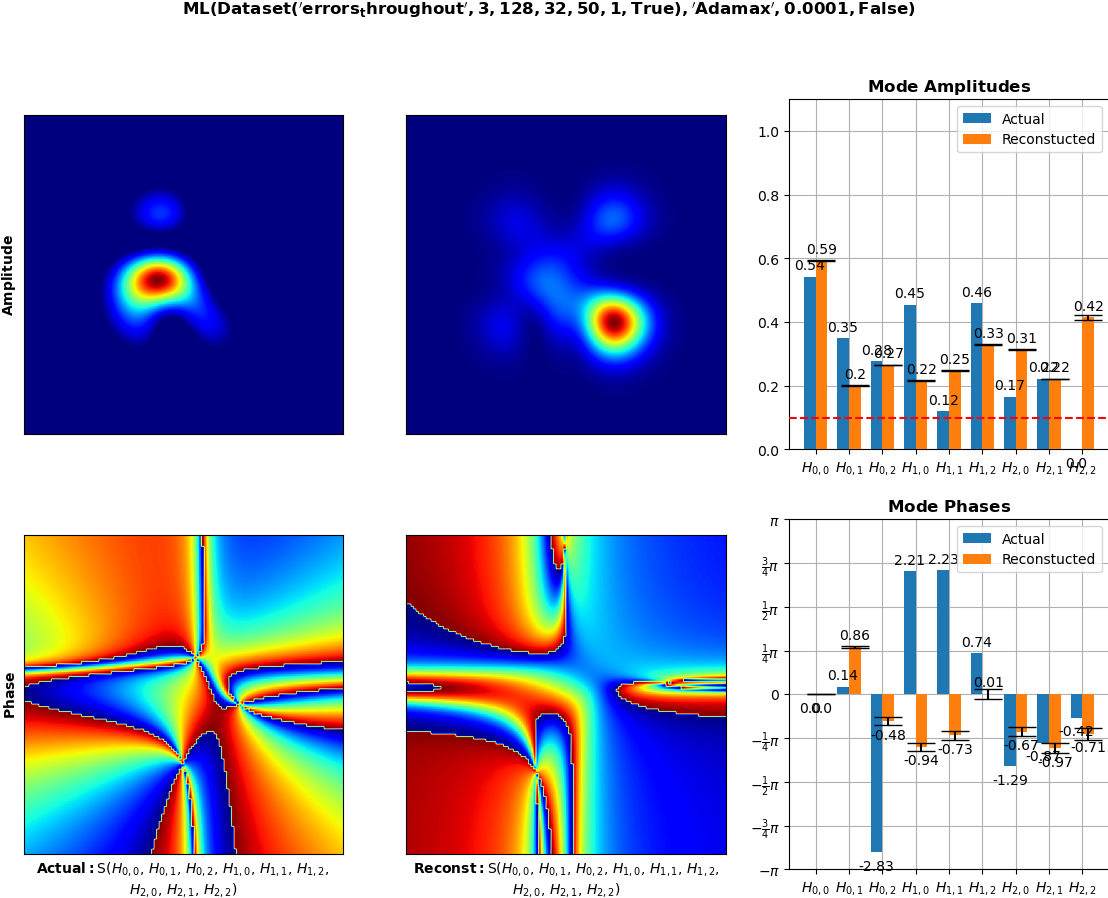 ML(Dataset('errors_throughout', 3, 128, 32, 50, 1, True), 'Adamax', 0.0001, False)
Amplitude
Mode Amplitudes
Actual
Reconstucted
1.0
0.8
0.6
0.4
0.2
0.0
0.54
0.59
0.35
0.2
0.28
0.27
0.45
0.22
0.12
0.25
0.46
0.33
0.17
0.31
0.22
0.22
0.0
0.42
H0,0 H0,1 H0,2 H1,0 H1,1 H1,2 H2,0 H2,1 H2,2
Phase
Mode Phases
Actual
Reconstucted
π
3/4π
1/2π
1/4π
0
−1/4π
−1/2π
−3/4π
−π
0.0
0.0
0.14
0.86
-2.83
-0.48
2.21
-0.94
2.23
-0.73
0.74
0.01
-1.29
-0.67
-0.87
-0.97
-0.42
-0.71
H0,0 H0,1 H0,2 H1,0 H1,1 H1,2 H2,0 H2,1 H2,2
Actual: S(H0,0, H0,1, H0,2, H1,0, H1,1, H1,2,
H2,0, H2,1, H2,2)
Reconst: S(H0,0, H0,1, H0,2, H1,0, H1,1, H1,2,
H2,0, H2,1, H2,2)